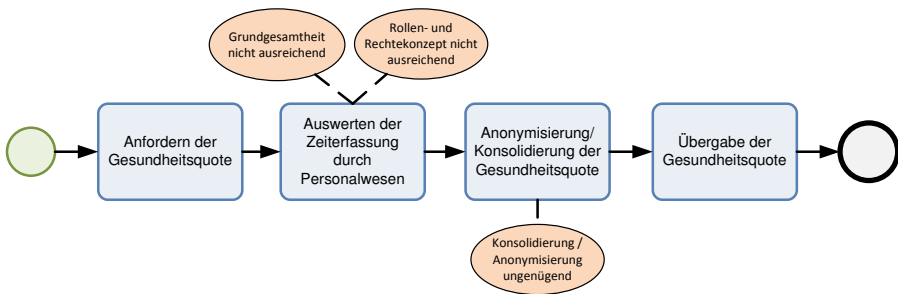 Grundgesamtheit
nicht ausreichend
Rollen- und
Rechtekonzept nicht
ausreichend
Anfordern der
Gesundheitsquote
Auswerten der
Zeiterfassung
durch
Personalwesen
Anonymisierung/
Konsolidierung der
Gesundheitsquote
Übergabe der
Gesundheitsquote
Konsolidierung /
Anonymisierung
ungenügend